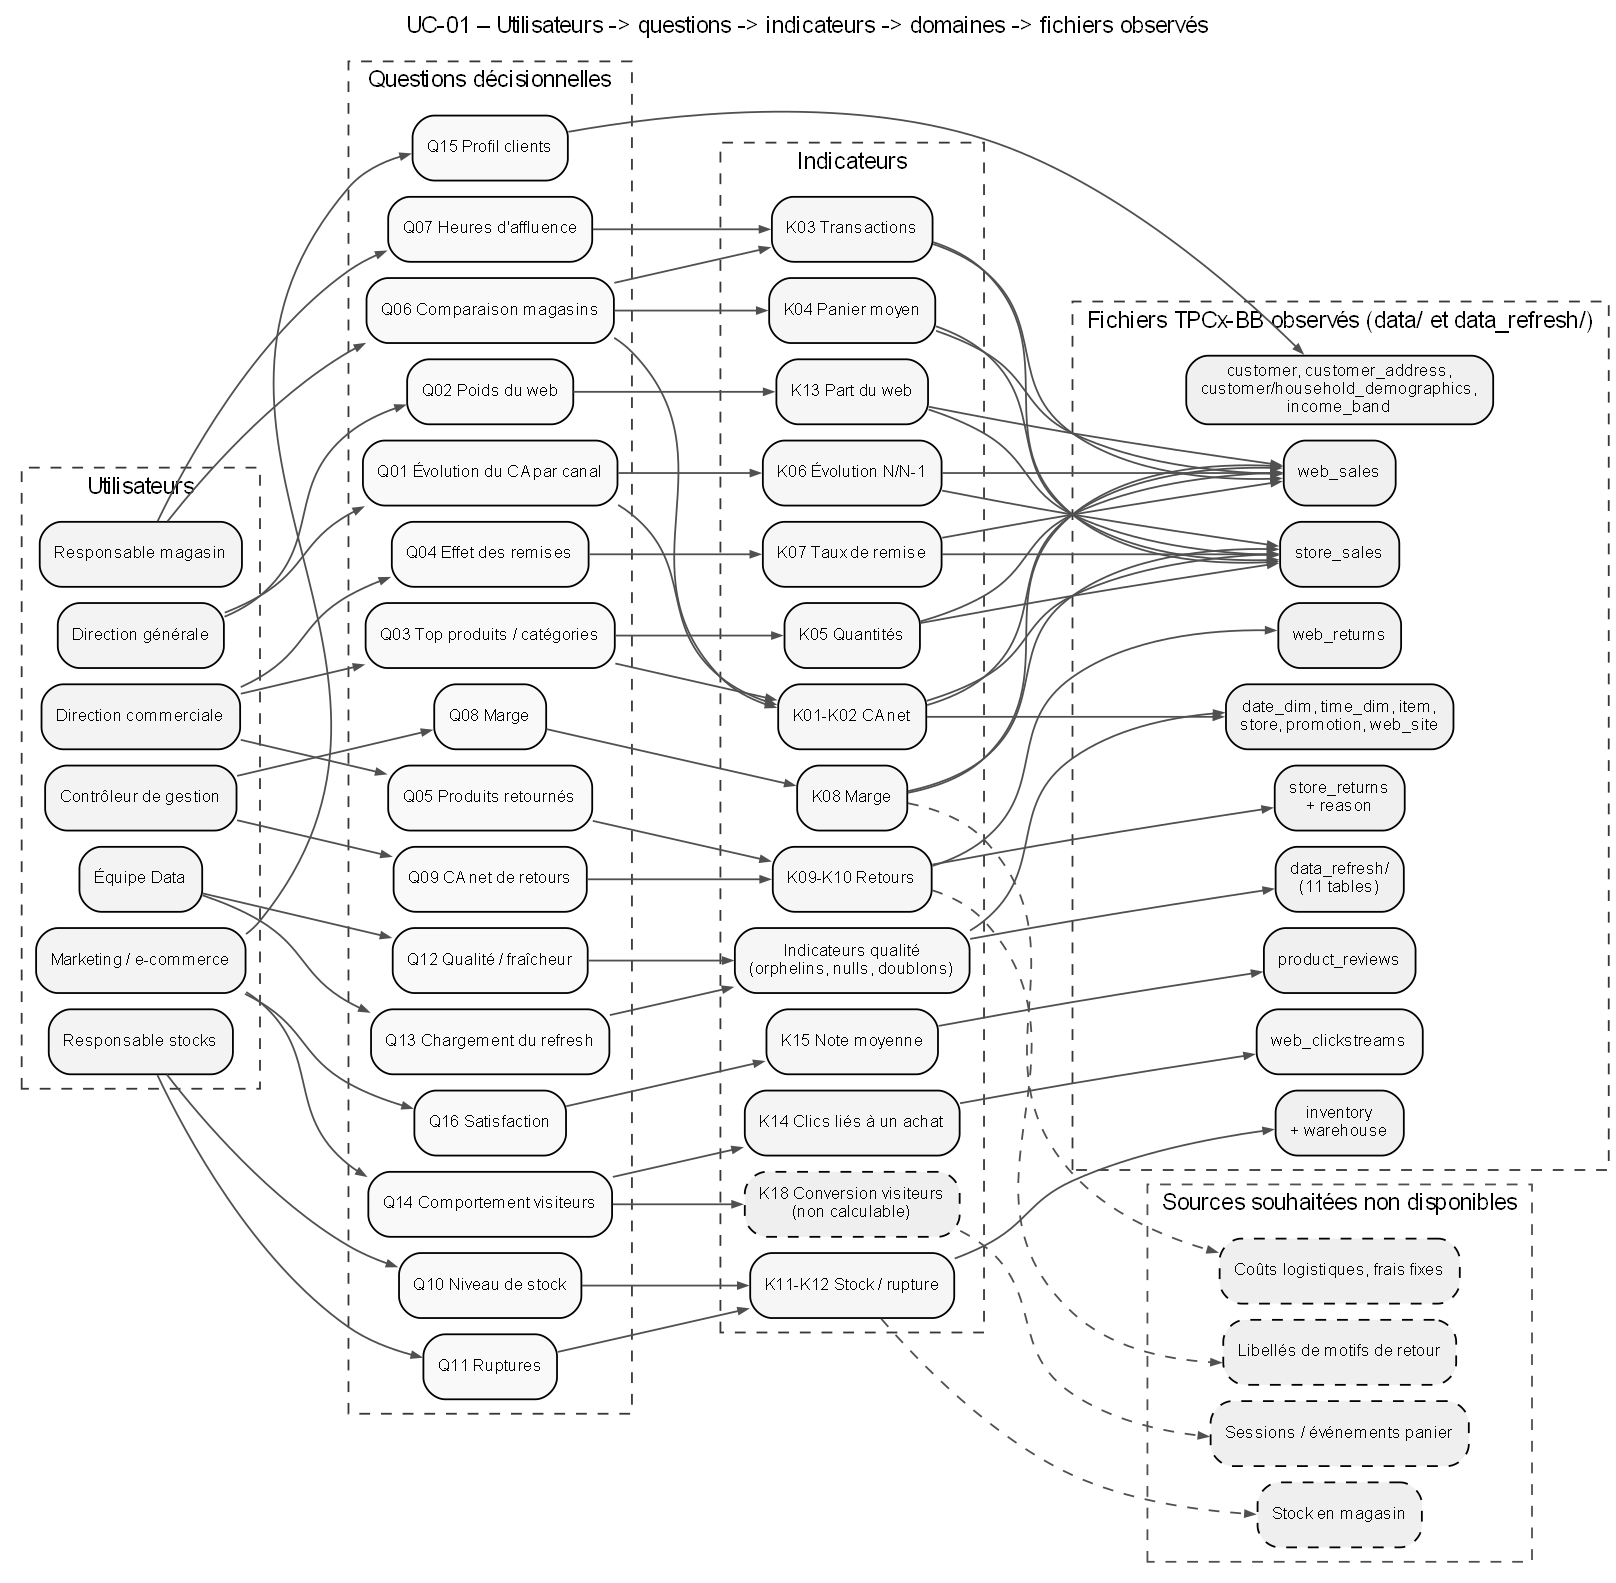 UC-01 – Utilisateurs -> questions -> indicateurs -> domaines -> fichiers observés
Utilisateurs
Responsable magasin
Direction générale
Direction commerciale
Contrôleur de gestion
Équipe Data
Marketing / e-commerce
Responsable stocks
Questions décisionnelles
Q15 Profil clients
Q07 Heures d'affluence
Q06 Comparaison magasins
Q02 Poids du web
Q01 Évolution du CA par canal
Q04 Effet des remises
Q03 Top produits / catégories
Q08 Marge
Q05 Produits retournés
Q09 CA net de retours
Q12 Qualité / fraîcheur
Q13 Chargement du refresh
Q16 Satisfaction
Q14 Comportement visiteurs
Q10 Niveau de stock
Q11 Ruptures
Indicateurs
K03 Transactions
K04 Panier moyen
K13 Part du web
K06 Évolution N/N-1
K07 Taux de remise
K05 Quantités
K01-K02 CA net
K08 Marge
K09-K10 Retours
Indicateurs qualité
(orphelins, nulls, doublons)
K15 Note moyenne
K14 Clics liés à un achat
K18 Conversion visiteurs
(non calculable)
K11-K12 Stock / rupture
Fichiers TPCx-BB observés (data/ et data_refresh/)
customer, customer_address,
customer/household_demographics,
income_band
web_sales
store_sales
web_returns
date_dim, time_dim, item,
store, promotion, web_site
store_returns
+ reason
data_refresh/
(11 tables)
product_reviews
web_clickstreams
inventory
+ warehouse
Sources souhaitées non disponibles
Coûts logistiques, frais fixes
Libellés de motifs de retour
Sessions / événements panier
Stock en magasin